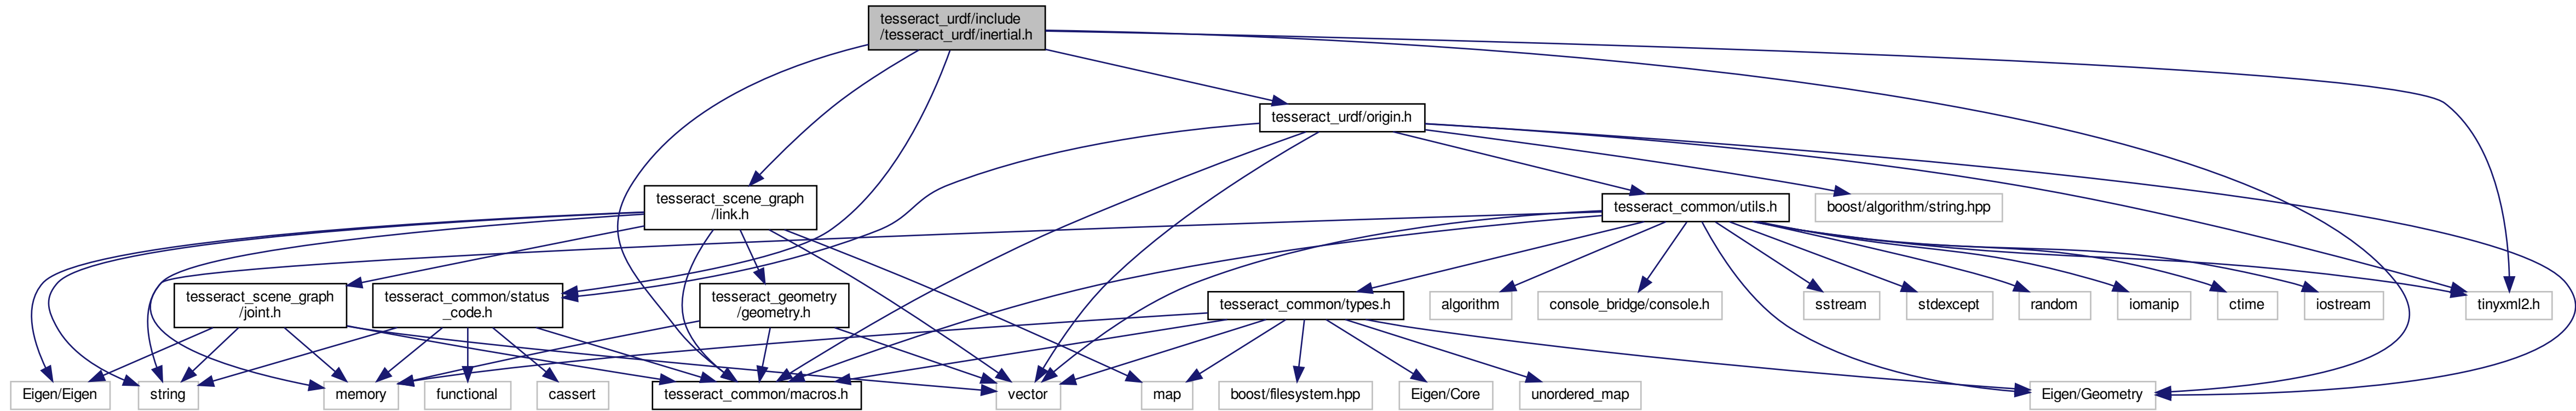 tesseract_urdf/include
/tesseract_urdf/inertial.h
tesseract_urdf/origin.h
tesseract_scene_graph
/link.h
tesseract_common/utils.h
boost/algorithm/string.hpp
tesseract_scene_graph
/joint.h
tesseract_common/status
_code.h
tesseract_geometry
/geometry.h
tesseract_common/types.h
algorithm
console_bridge/console.h
sstream
stdexcept
random
iomanip
ctime
iostream
tinyxml2.h
Eigen/Eigen
string
memory
functional
cassert
tesseract_common/macros.h
vector
map
boost/filesystem.hpp
Eigen/Core
unordered_map
Eigen/Geometry